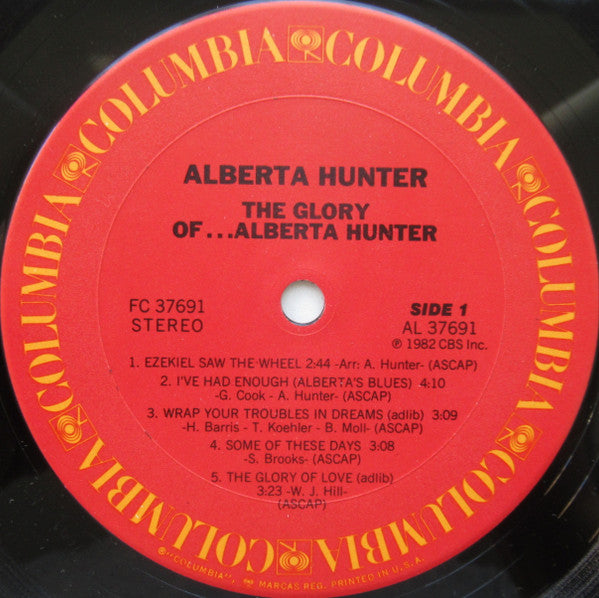 COLUMBIA COLUMBIA COLUMBIA COLUMBIA COLUMBIA COLUMBIA
ALBERTA HUNTER
THE GLORY
OF...ALBERTA HUNTER
FC 37691
STEREO
SIDE 1
AL 37691
℗ 1982 CBS Inc.
1. EZEKIEL SAW THE WHEEL 2:44 -Arr: A. Hunter- (ASCAP)
2. I'VE HAD ENOUGH (ALBERTA'S BLUES) 4:10
-G. Cook - A. Hunter- (ASCAP)
3. WRAP YOUR TROUBLES IN DREAMS (adlib) 3:09
-H. Barris - T. Koehler - B. Moll- (ASCAP)
4. SOME OF THESE DAYS 3:08
-S. Brooks- (ASCAP)
5. THE GLORY OF LOVE (adlib)
3:23 -W. J. Hill-
(ASCAP)
®"COLUMBIA", MARCAS REG. PRINTED IN U.S.A.